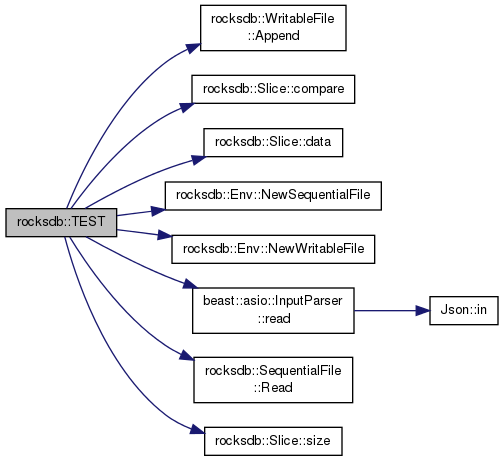 rocksdb::WritableFile
::Append
rocksdb::Slice::compare
rocksdb::Slice::data
rocksdb::Env::NewSequentialFile
rocksdb::TEST
rocksdb::Env::NewWritableFile
beast::asio::InputParser
::read
Json::in
rocksdb::SequentialFile
::Read
rocksdb::Slice::size